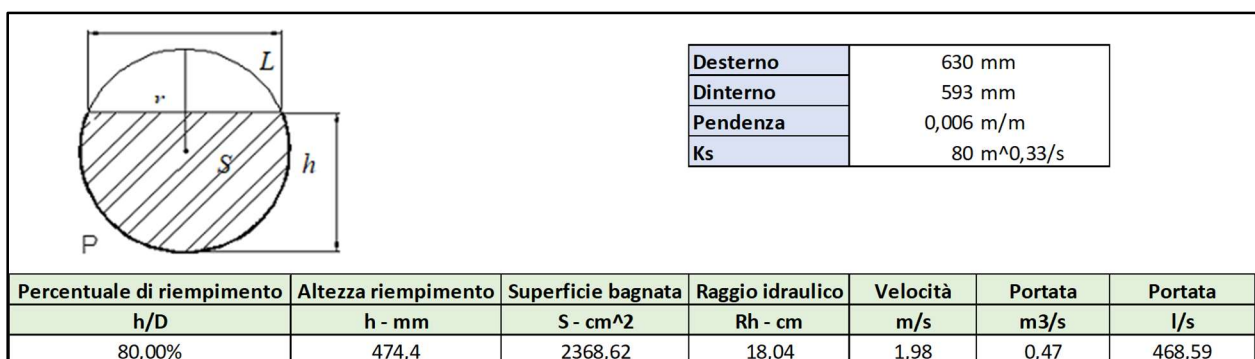 L
r
S
h
P
Desterno 630 mm
Dinterno 593 mm
Pendenza 0,006 m/m
Ks 80 m^0,33/s
Percentuale di riempimento Altezza riempimento Superficie bagnata Raggio idraulico Velocità Portata Portata
h/D h - mm S - cm^2 Rh - cm m/s m3/s l/s
80,00% 474,4 2368,62 18,04 1,98 0,47 468,59